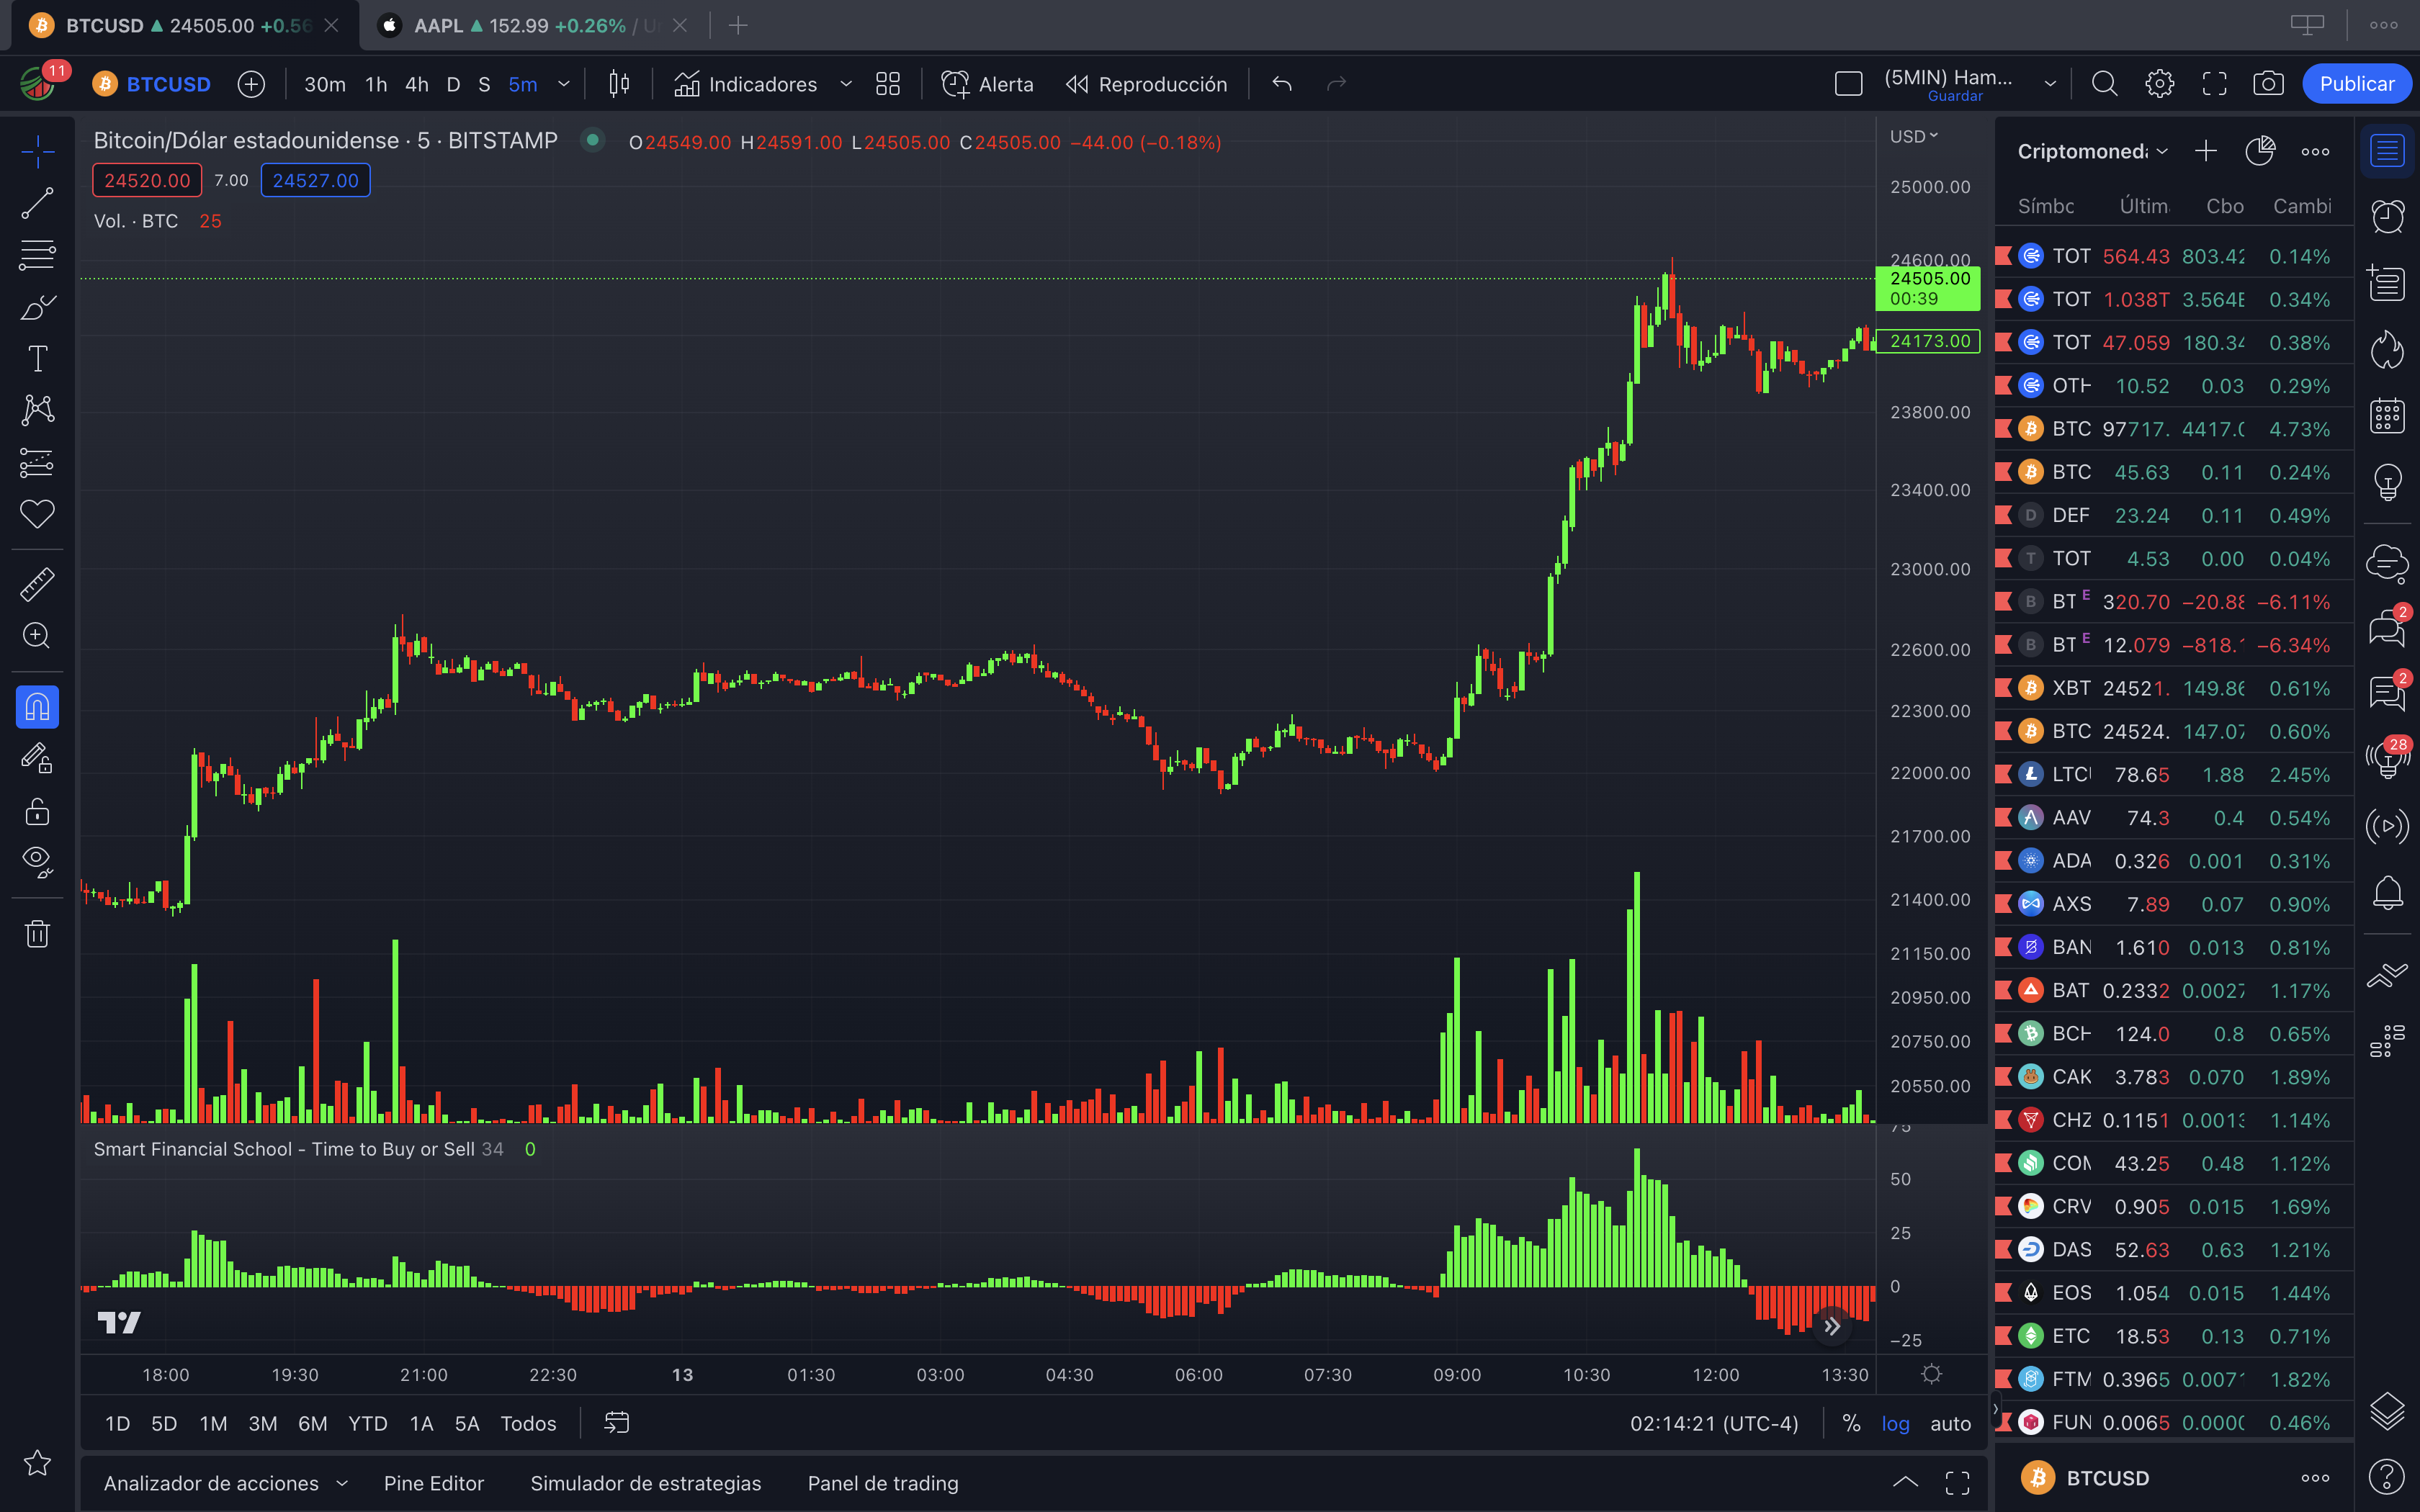 BTCUSD ▲ 24505.00 +0.56 AAPL ▲ 152.99 +0.26% / U
11 BTCUSD 30m 1h 4h D S 5m Indicadores Alerta Reproducción (5MIN) Ham... Guardar Publicar
Bitcoin/Dólar estadounidense · 5 · BITSTAMP O24549.00 H24591.00 L24505.00 C24505.00 −44.00 (−0.18%)
24520.00 7.00 24527.00
Vol. · BTC 25
USD
25000.00
24600.00
24505.00
00:39
24173.00
23800.00
23400.00
23000.00
22600.00
22300.00
22000.00
21700.00
21400.00
21150.00
20950.00
20750.00
20550.00
Smart Financial School - Time to Buy or Sell 34 0
75
50
25
0
−25
18:00 19:30 21:00 22:30 13 01:30 03:00 04:30 06:00 07:30 09:00 10:30 12:00 13:30
1D 5D 1M 3M 6M YTD 1A 5A Todos 02:14:21 (UTC-4) % log auto
Analizador de acciones Pine Editor Simulador de estrategias Panel de trading
Criptomoned
Símbo Últim Cbo Cambi
TOT 564.43 803.42 0.14%
TOT 1.038T 3.564 0.34%
TOT 47.059 180.34 0.38%
OTH 10.52 0.03 0.29%
BTC 97717. 4417.0 4.73%
BTC 45.63 0.11 0.24%
D DEF 23.24 0.11 0.49%
T TOT 4.53 0.00 0.04%
B BT E 320.70 −20.88 −6.11%
B BT E 12.079 −818. −6.34%
XBT 24521. 149.86 0.61%
BTC 24524. 147.07 0.60%
LTCU 78.65 1.88 2.45%
AAV 74.3 0.4 0.54%
ADA 0.326 0.001 0.31%
AXS 7.89 0.07 0.90%
BAN 1.610 0.013 0.81%
BAT 0.2332 0.0027 1.17%
BCH 124.0 0.8 0.65%
CAK 3.783 0.070 1.89%
CHZ 0.1151 0.0013 1.14%
COM 43.25 0.48 1.12%
CRV 0.905 0.015 1.69%
DAS 52.63 0.63 1.21%
EOS 1.054 0.015 1.44%
ETC 18.53 0.13 0.71%
FTM 0.3965 0.0071 1.82%
FUN 0.0065 0.0000 0.46%
BTCUSD
2
2
28